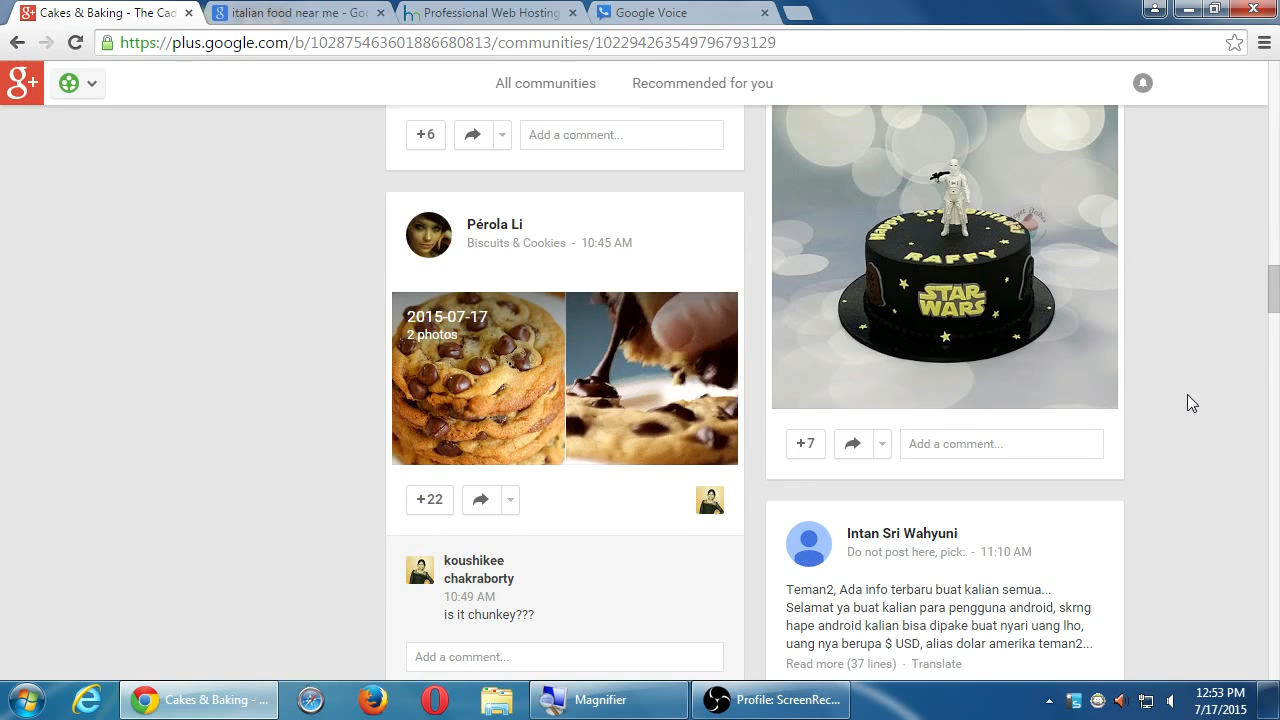 Cakes & Baking - The Cad
italian food near me - Goo
Professional Web Hosting
Google Voice
https://plus.google.com/b/102875463601886680813/communities/102294263549796793129
g+
All communities
Recommended for you
+6
Add a comment...
Pérola Li
Biscuits & Cookies - 10:45 AM
2015-07-17
2 photos
+22
koushikee
chakraborty
10:49 AM
is it chunkey???
Add a comment...
Happy 3rd Birthday
RAFFY
STAR
WARS
+7
Add a comment...
Intan Sri Wahyuni
Do not post here, pick: - 11:10 AM
Teman2, Ada info terbaru buat kalian semua...
Selamat ya buat kalian para pengguna android, skrng
hape android kalian bisa dipake buat nyari uang lho,
uang nya berupa $ USD, alias dolar amerika teman2...
Read more (37 lines) · Translate
Cakes & Baking - ...
Magnifier
Profile: ScreenRec...
12:53 PM
7/17/2015